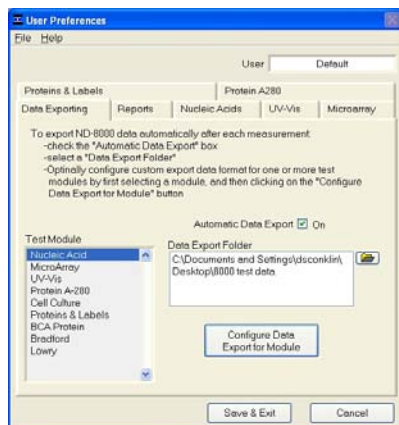 User Preferences
File Help
User Default
Proteins & Labels Protein A280
Data Exporting Reports Nucleic Acids UV-Vis Microarray
To export ND-8000 data automatically after each measurement
-check the "Automatic Data Export" box
-select a "Data Export Folder"
-Optinally configure custom export data format for one or more test
modules by first selecting a module, and then clicking on the "Configure
Data Export for Module" button
Automatic Data Export On
Test Module
Data Export Folder
Nucleic Acid
MicroArray
UV-Vis
Protein A-280
Cell Culture
Proteins & Labels
BCA Protein
Bradford
Lowry
C:\Documents and Settings\dsconklin\
Desktop\8000 test data
Configure Data
Export for Module
Save & Exit Cancel